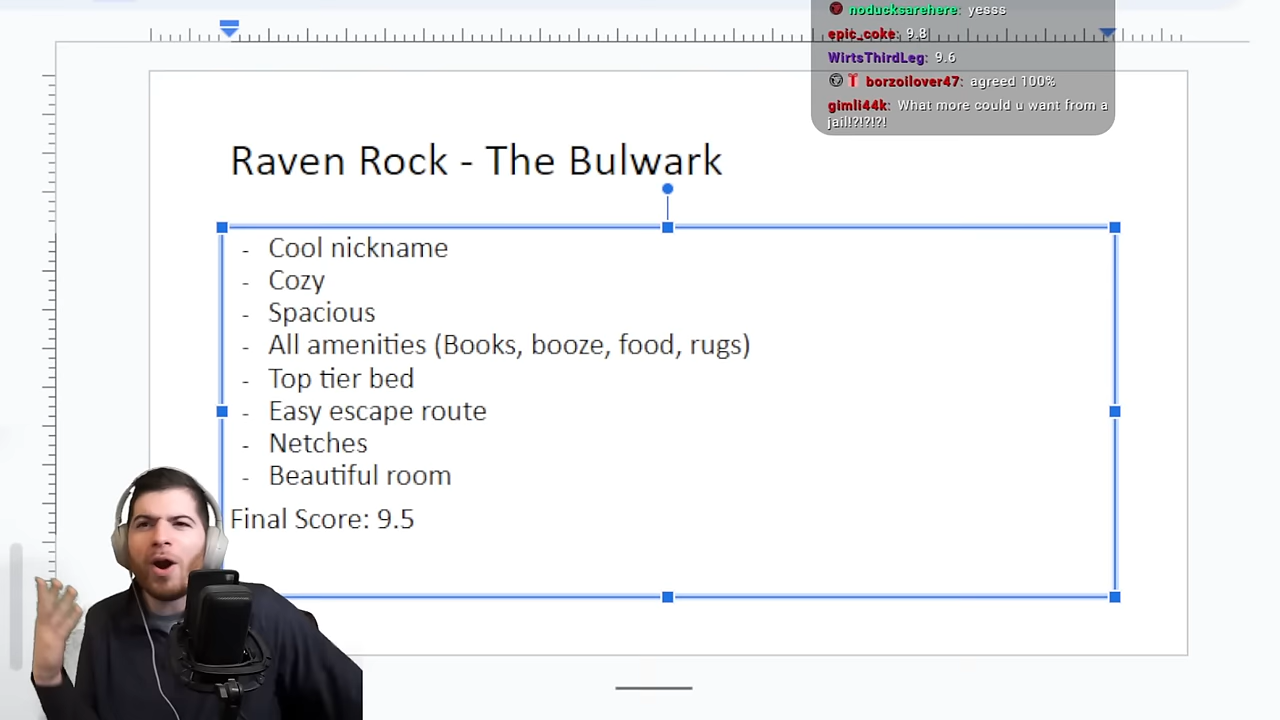 noducksarehere: yesss
epic_coke: 9.8
WirtsThirdLeg: 9.6
borzoilover47: agreed 100%
gimli44k: What more could u want from a
jail!?!?!?!
Raven Rock - The Bulwark
- Cool nickname
- Cozy
- Spacious
- All amenities (Books, booze, food, rugs)
- Top tier bed
- Easy escape route
- Netches
- Beautiful room
Final Score: 9.5